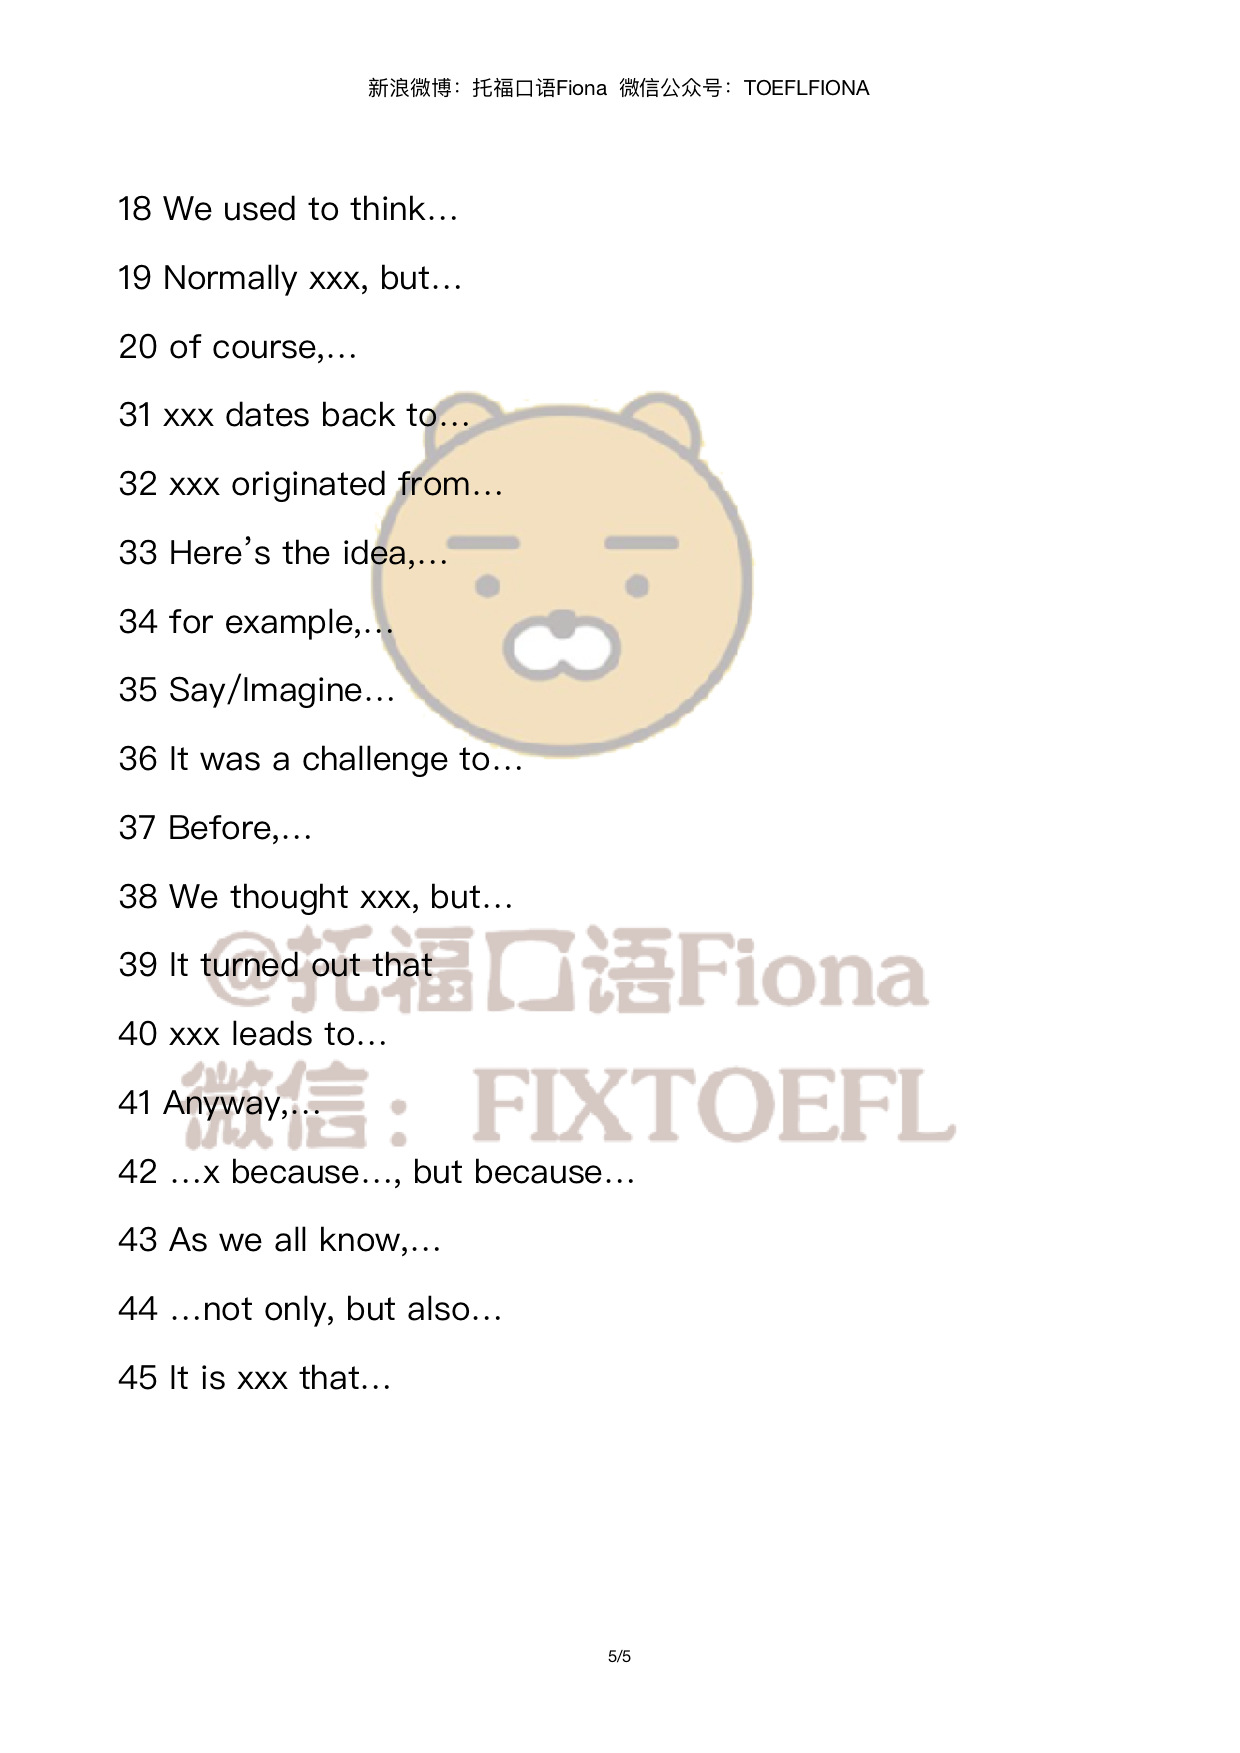 新浪微博：托福口语Fiona 微信公众号：TOEFLFIONA
18 We used to think…
19 Normally xxx, but…
20 of course,…
31 xxx dates back to…
32 xxx originated from…
33 Here’s the idea,…
34 for example,…
35 Say/Imagine…
36 It was a challenge to…
37 Before,…
38 We thought xxx, but…
@托福口语Fiona
39 It turned out that
40 xxx leads to…
微信：FIXTOEFL
41 Anyway,…
42 …x because…, but because…
43 As we all know,…
44 …not only, but also…
45 It is xxx that…
5/5